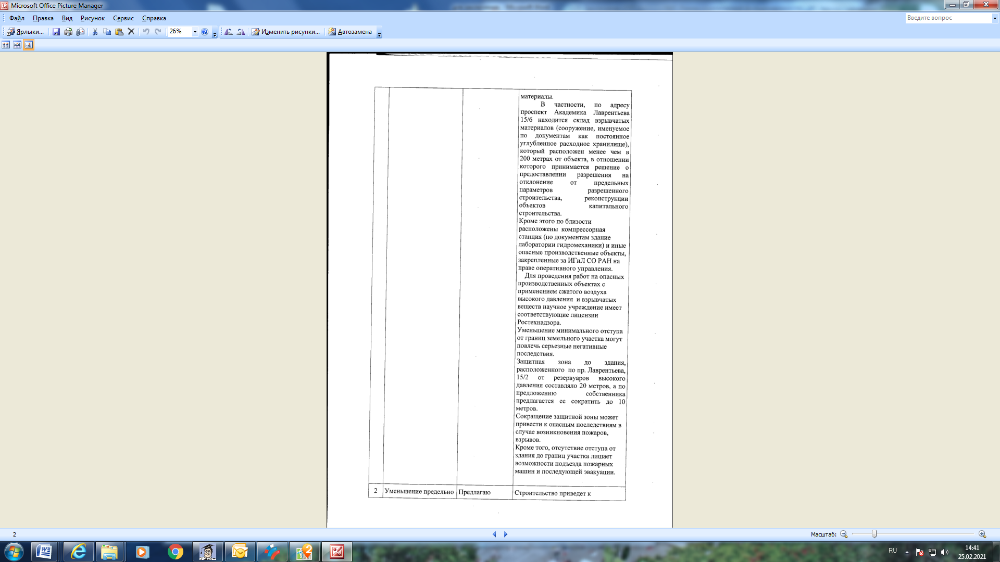 Microsoft Office Picture Manager
Файл Правка Вид Рисунок Сервис Справка
Введите вопрос
Ярлыки... 26% Изменить рисунки... Автозамена
материалы.
В частности, по адресу
проспект Академика Лаврентьева
15/6 находится склад взрывчатых
материалов (сооружение, именуемое
по документам как постоянное
углубленное расходное хранилище),
который расположен менее чем в
200 метрах от объекта, в отношении
которого принимается решение о
предоставлении разрешения на
отклонение от предельных
параметров разрешенного
строительства, реконструкции
объектов капитального
строительства.
Кроме этого по близости
расположены компрессорная
станция (по документам здание
лаборатории гидромеханики) и иные
опасные производственные объекты,
закрепленные за ИГиЛ СО РАН на
праве оперативного управления.
Для проведения работ на опасных
производственных объектах с
применением сжатого воздуха
высокого давления и взрывчатых
веществ научное учреждение имеет
соответствующие лицензии
Ростехнадзора.
Уменьшение минимального отступа
от границ земельного участка могут
повлечь серьезные негативные
последствия.
Защитная зона до здания,
расположенного по пр. Лаврентьева,
15/2 от резервуаров высокого
давления составляло 20 метров, а по
предложению собственника
предлагается ее сократить до 10
метров.
Сокращение защитной зоны может
привести к опасным последствиям в
случае возникновения пожаров,
взрывов.
Кроме того, отсутствие отступа от
здания до границ участка лишает
возможности подъезда пожарных
машин и последующей эвакуации.
2 Уменьшение предельно Предлагаю Строительство приведет к
2
Масштаб:
RU
14:41
25.02.2021